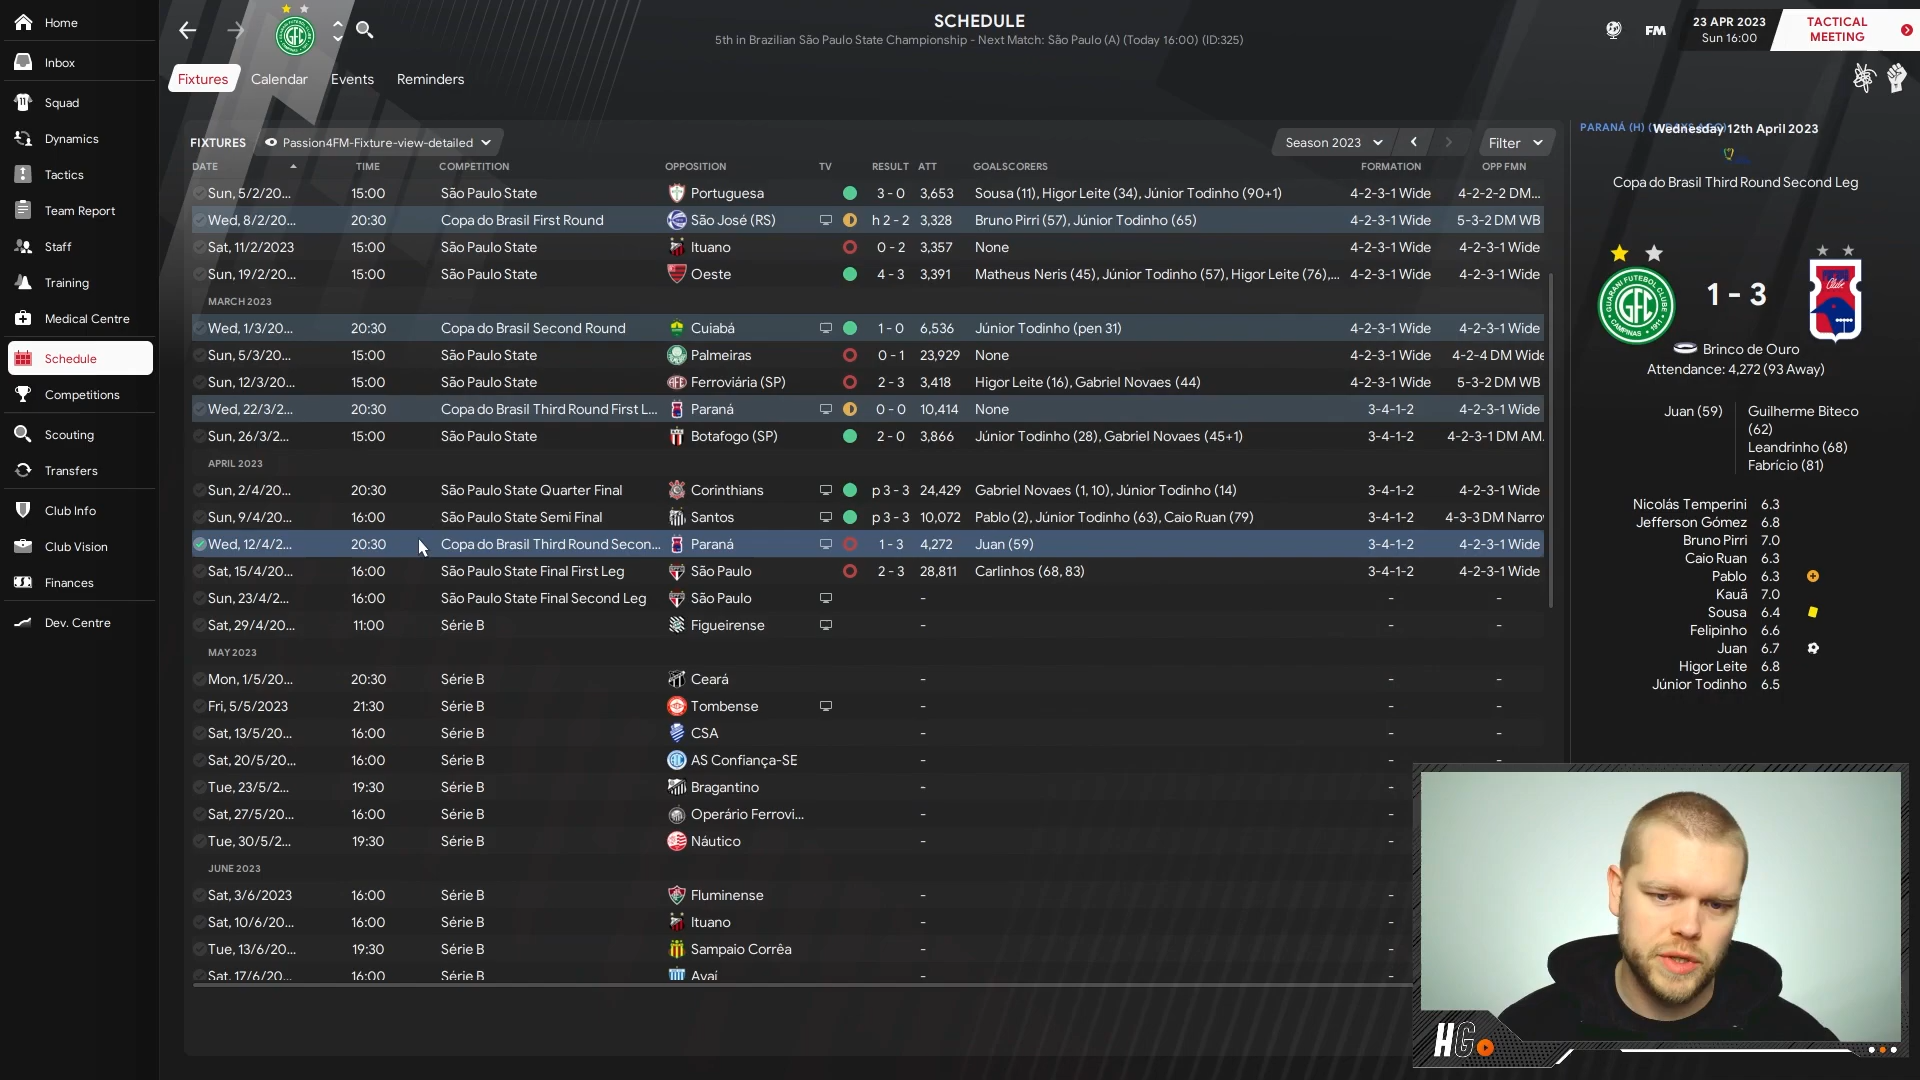 Home
Inbox
Squad
Dynamics
Tactics
Team Report
Staff
Training
Medical Centre
Schedule
Competitions
Scouting
Transfers
Club Info
Club Vision
Finances
Dev. Centre
SCHEDULE
5th in Brazilian São Paulo State Championship - Next Match: São Paulo (A) (Today 16:00) (ID:325)
FM
23 APR 2023
Sun 16:00
TACTICAL
MEETING
Fixtures Calendar Events Reminders
FIXTURES Passion4FM-Fixture-view-detailed Season 2023 Filter
DATE TIME COMPETITION OPPOSITION TV RESULT ATT GOALSCORERS FORMATION OPP FMN
Sun, 5/2/20... 15:00 São Paulo State Portuguesa 3 - 0 3,653 Sousa (11), Higor Leite (34), Júnior Todinho (90+1) 4-2-3-1 Wide 4-2-2-2 DM...
Wed, 8/2/20... 20:30 Copa do Brasil First Round São José (RS) h 2 - 2 3,328 Bruno Pirri (57), Júnior Todinho (65) 4-2-3-1 Wide 5-3-2 DM WB
Sat, 11/2/2023 15:00 São Paulo State Ituano 0 - 2 3,357 None 4-2-3-1 Wide 4-2-3-1 Wide
Sun, 19/2/20... 15:00 São Paulo State Oeste 4 - 3 3,391 Matheus Neris (45), Júnior Todinho (57), Higor Leite (76),... 4-2-3-1 Wide 4-2-3-1 Wide
MARCH 2023
Wed, 1/3/20... 20:30 Copa do Brasil Second Round Cuiabá 1 - 0 6,536 Júnior Todinho (pen 31) 4-2-3-1 Wide 4-2-3-1 Wide
Sun, 5/3/20... 15:00 São Paulo State Palmeiras 0 - 1 23,929 None 4-2-3-1 Wide 4-2-4 DM Wide
Sun, 12/3/20... 15:00 São Paulo State Ferroviária (SP) 2 - 3 3,418 Higor Leite (16), Gabriel Novaes (44) 4-2-3-1 Wide 5-3-2 DM WB
Wed, 22/3/2... 20:30 Copa do Brasil Third Round First L... Paraná 0 - 0 10,414 None 3-4-1-2 4-2-3-1 Wide
Sun, 26/3/2... 15:00 São Paulo State Botafogo (SP) 2 - 0 3,866 Júnior Todinho (28), Gabriel Novaes (45+1) 3-4-1-2 4-2-3-1 DM AM.
APRIL 2023
Sun, 2/4/20... 20:30 São Paulo State Quarter Final Corinthians p 3 - 3 24,429 Gabriel Novaes (1, 10), Júnior Todinho (14) 3-4-1-2 4-2-3-1 Wide
Sun, 9/4/20... 16:00 São Paulo State Semi Final Santos p 3 - 3 10,072 Pablo (2), Júnior Todinho (63), Caio Ruan (79) 3-4-1-2 4-3-3 DM Narrow
Wed, 12/4/2... 20:30 Copa do Brasil Third Round Secon... Paraná 1 - 3 4,272 Juan (59) 3-4-1-2 4-2-3-1 Wide
Sat, 15/4/20... 16:00 São Paulo State Final First Leg São Paulo 2 - 3 28,811 Carlinhos (68, 83) 3-4-1-2 4-2-3-1 Wide
Sun, 23/4/2... 16:00 São Paulo State Final Second Leg São Paulo - - -
Sat, 29/4/20... 11:00 Série B Figueirense - - -
MAY 2023
Mon, 1/5/20... 20:30 Série B Ceará - - -
Fri, 5/5/2023 21:30 Série B Tombense - - -
Sat, 13/5/20... 16:00 Série B CSA - - -
Sat, 20/5/20... 16:00 Série B AS Confiança-SE - - -
Tue, 23/5/2... 19:30 Série B Bragantino - -
Sat, 27/5/20... 16:00 Série B Operário Ferrovi... - -
Tue, 30/5/2... 19:30 Série B Náutico - -
JUNE 2023
Sat, 3/6/2023 16:00 Série B Fluminense - -
Sat, 10/6/20... 16:00 Série B Ituano - -
Tue, 13/6/20... 19:30 Série B Sampaio Corrêa - -
Sat, 17/6/20... 16:00 Série B Avaí - -
PARANÁ (H) Wednesday 12th April 2023
Copa do Brasil Third Round Second Leg
GUARANI FUTEBOL CLUBE
GFC
CAMPINAS 1911
1 - 3
Clube
Brinco de Ouro
Attendance: 4,272 (93 Away)
Juan (59)
Guilherme Biteco
(62)
Leandrinho (68)
Fabrício (81)
Nicolás Temperini 6.3
Jefferson Gómez 6.8
Bruno Pirri 7.0
Caio Ruan 6.3
Pablo 6.3
Kauã 7.0
Sousa 6.4
Felipinho 6.6
Juan 6.7
Higor Leite 6.8
Júnior Todinho 6.5
HG